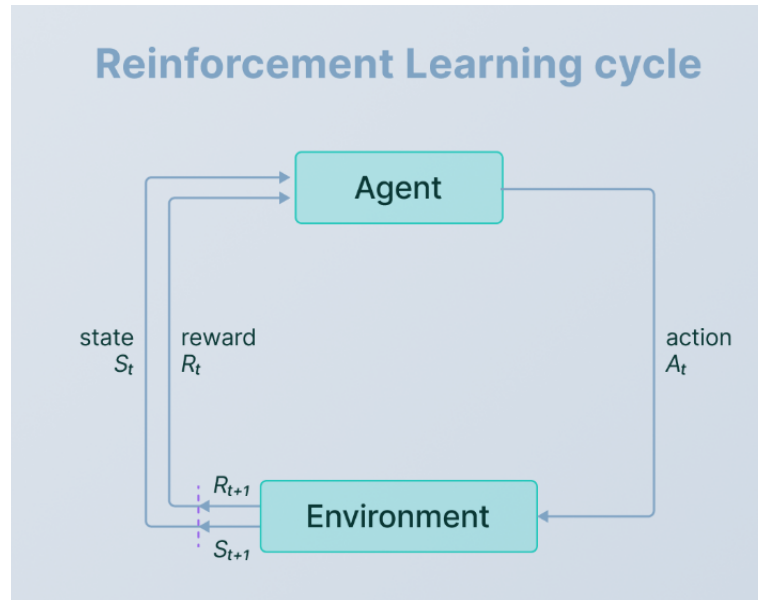 Reinforcement Learning cycle
Agent
state
Sₜ
reward
Rₜ
action
Aₜ
Rₜ₊₁
Environment
Sₜ₊₁